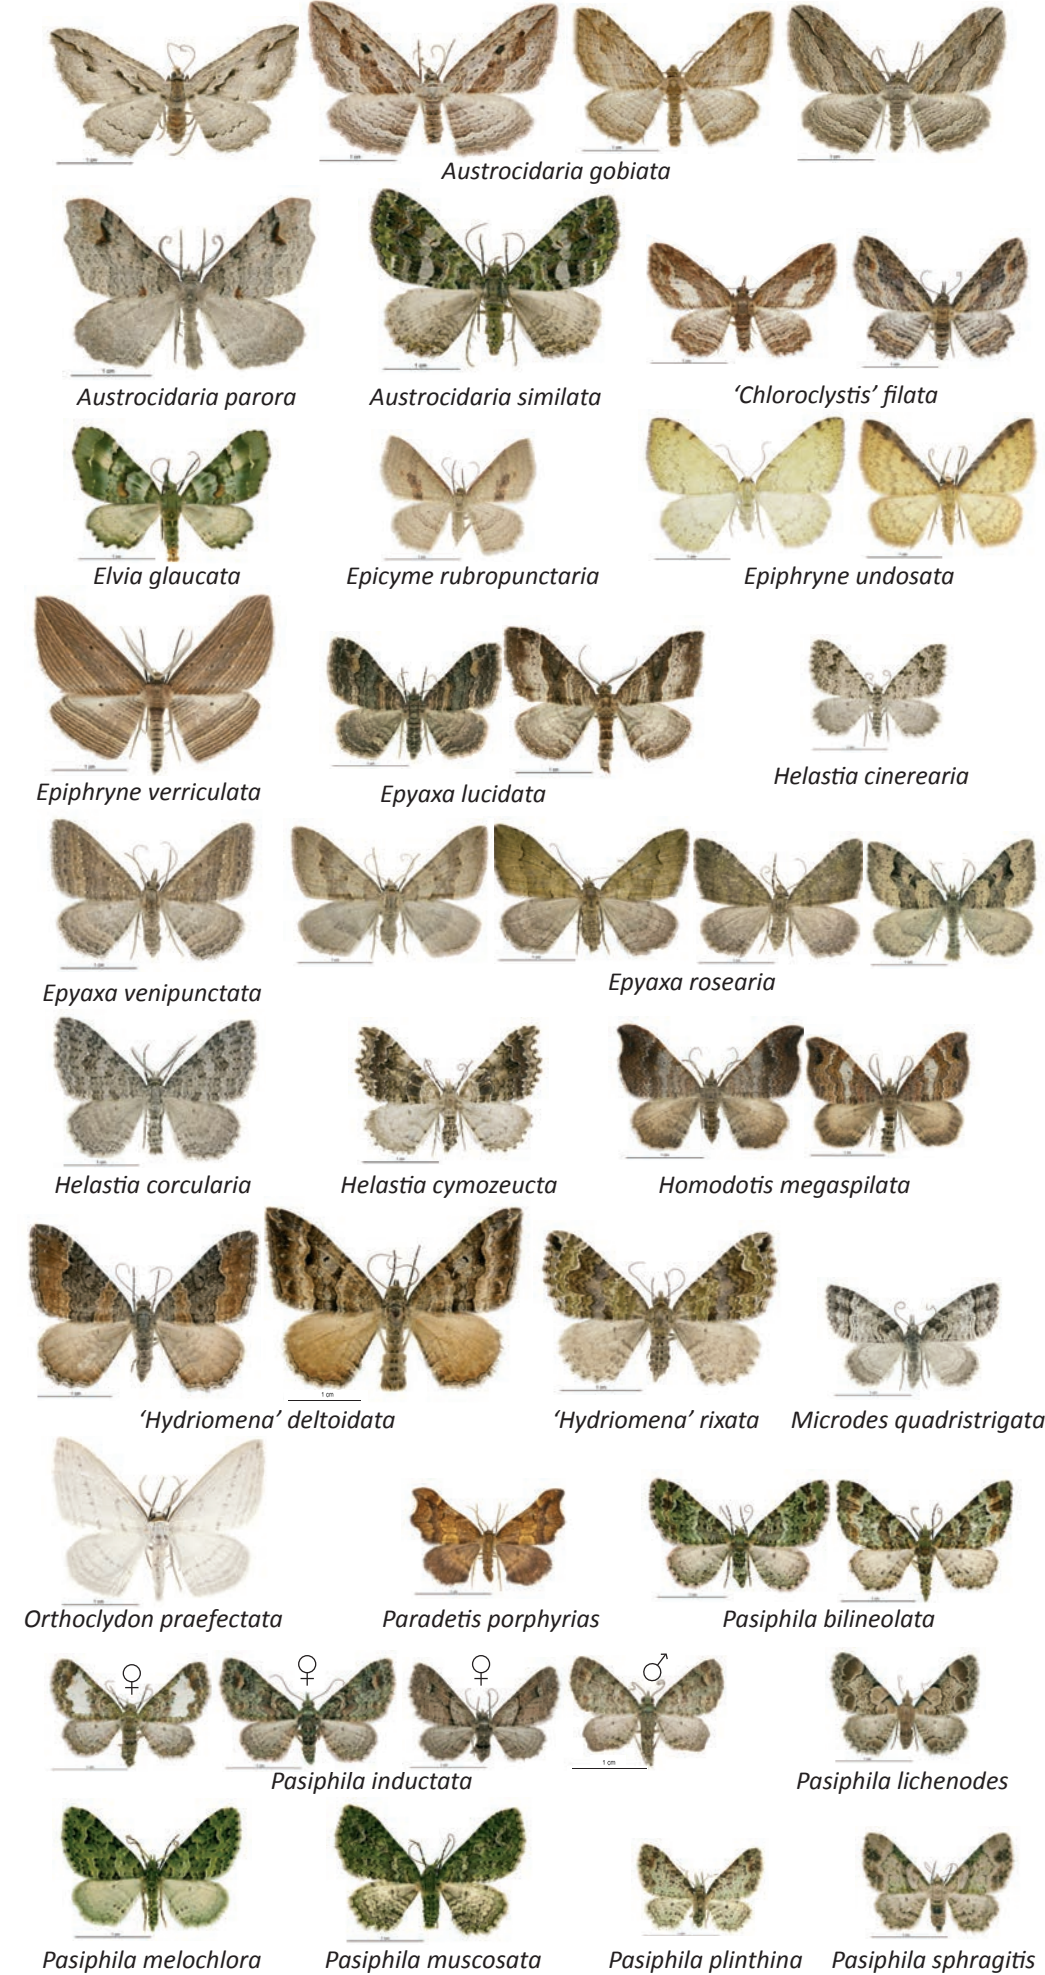 Austrocidaria gobiata
Austrocidaria parora
Austrocidaria similata
‘Chloroclystis’ filata
Elvia glaucata
Epicyme rubropunctaria
Epiphryne undosata
Epiphryne verriculata
Epyaxa lucidata
Helastia cinerearia
Epyaxa venipunctata
Epyaxa rosearia
Helastia corcularia
Helastia cymozeucta
Homodotis megaspilata
1 cm
‘Hydriomena’ deltoidata
‘Hydriomena’ rixata
Microdes quadristrigata
Orthoclydon praefectata
Paradetis porphyrias
Pasiphila bilineolata
♀
♀
♀
♂
1 cm
Pasiphila inductata
Pasiphila lichenodes
Pasiphila melochlora
Pasiphila muscosata
Pasiphila plinthina
Pasiphila sphragitis